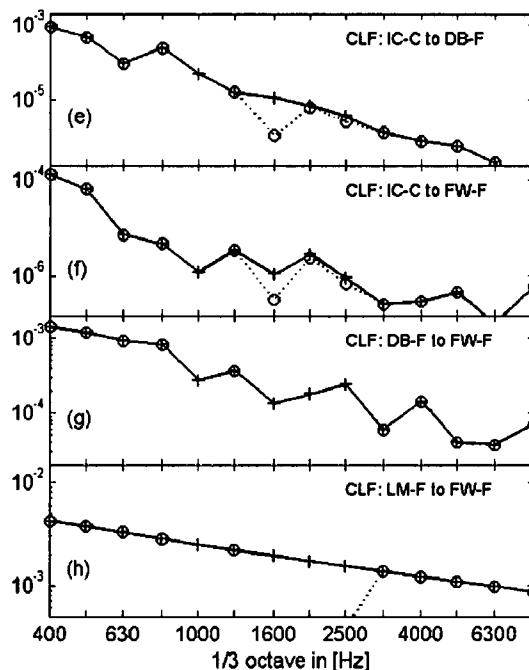 10^-3
CLF: IC-C to DB-F
10^-5
(e)
10^-4
CLF: IC-C to FW-F
10^-6
(f)
10^-3
CLF: DB-F to FW-F
10^-4
(g)
10^-2
CLF: LM-F to FW-F
10^-3
(h)
400 630 1000 1600 2500 4000 6300
1/3 octave in [Hz]